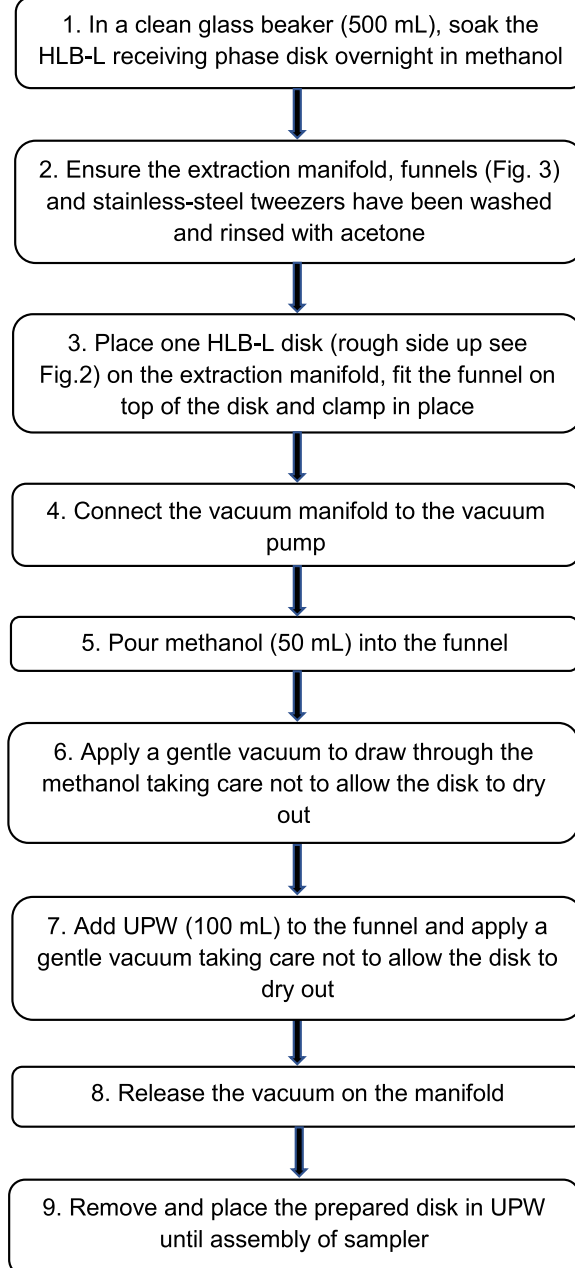 1. In a clean glass beaker (500 mL), soak the
HLB-L receiving phase disk overnight in methanol
2. Ensure the extraction manifold, funnels (Fig. 3)
and stainless-steel tweezers have been washed
and rinsed with acetone
3. Place one HLB-L disk (rough side up see
Fig.2) on the extraction manifold, fit the funnel on
top of the disk and clamp in place
4. Connect the vacuum manifold to the vacuum
pump
5. Pour methanol (50 mL) into the funnel
6. Apply a gentle vacuum to draw through the
methanol taking care not to allow the disk to dry
out
7. Add UPW (100 mL) to the funnel and apply a
gentle vacuum taking care not to allow the disk to
dry out
8. Release the vacuum on the manifold
9. Remove and place the prepared disk in UPW
until assembly of sampler